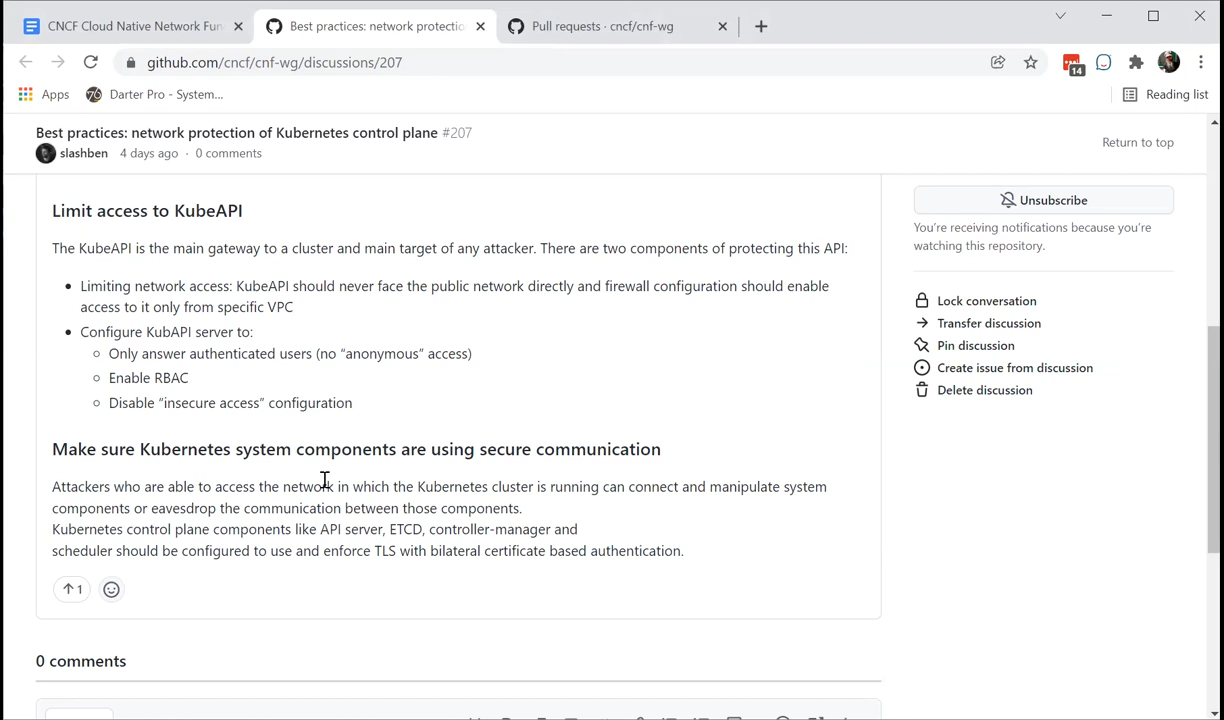 CNCF Cloud Native Network Fun
Best practices: network protectio
Pull requests · cncf/cnf-wg
github.com/cncf/cnf-wg/discussions/207
14
Apps
Darter Pro - System...
Reading list
Best practices: network protection of Kubernetes control plane #207
slashben 4 days ago · 0 comments
Return to top
Limit access to KubeAPI
The KubeAPI is the main gateway to a cluster and main target of any attacker. There are two components of protecting this API:
• Limiting network access: KubeAPI should never face the public network directly and firewall configuration should enable
access to it only from specific VPC
• Configure KubAPI server to:
○ Only answer authenticated users (no “anonymous” access)
○ Enable RBAC
○ Disable “insecure access” configuration
Make sure Kubernetes system components are using secure communication
Attackers who are able to access the network in which the Kubernetes cluster is running can connect and manipulate system
components or eavesdrop the communication between those components.
Kubernetes control plane components like API server, ETCD, controller-manager and
scheduler should be configured to use and enforce TLS with bilateral certificate based authentication.
↑ 1
0 comments
Unsubscribe
You’re receiving notifications because you’re
watching this repository.
Lock conversation
Transfer discussion
Pin discussion
Create issue from discussion
Delete discussion